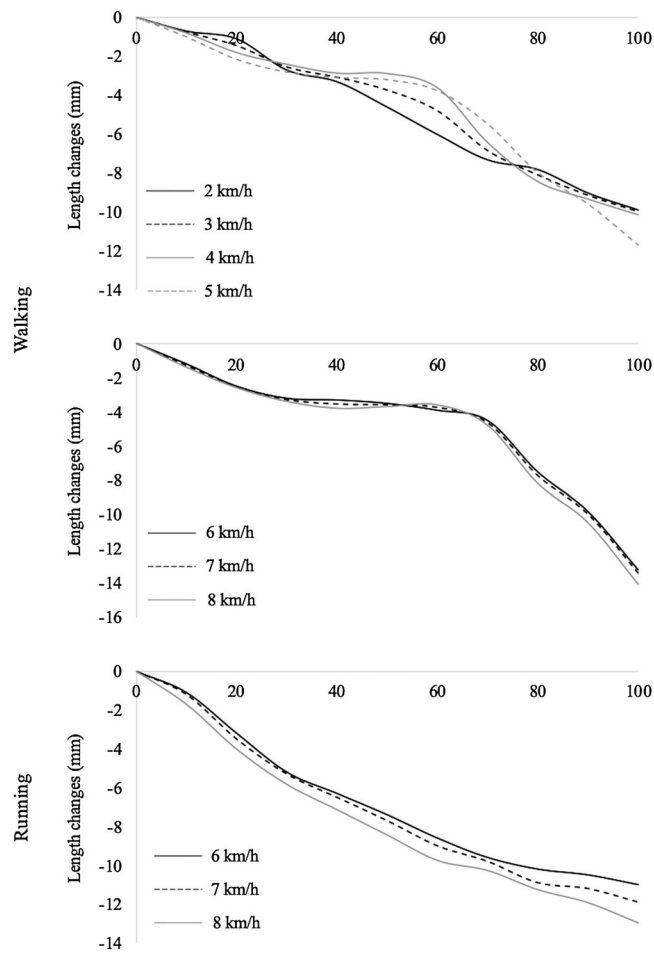 Walking
Length changes (mm)
0
-2
-4
-6
-8
-10
-12
-14
0 20 40 60 80 100
2 km/h
3 km/h
4 km/h
5 km/h
Length changes (mm)
0
-2
-4
-6
-8
-10
-12
-14
-16
0 20 40 60 80 100
6 km/h
7 km/h
8 km/h
Running
Length changes (mm)
0
-2
-4
-6
-8
-10
-12
-14
0 20 40 60 80 100
6 km/h
7 km/h
8 km/h